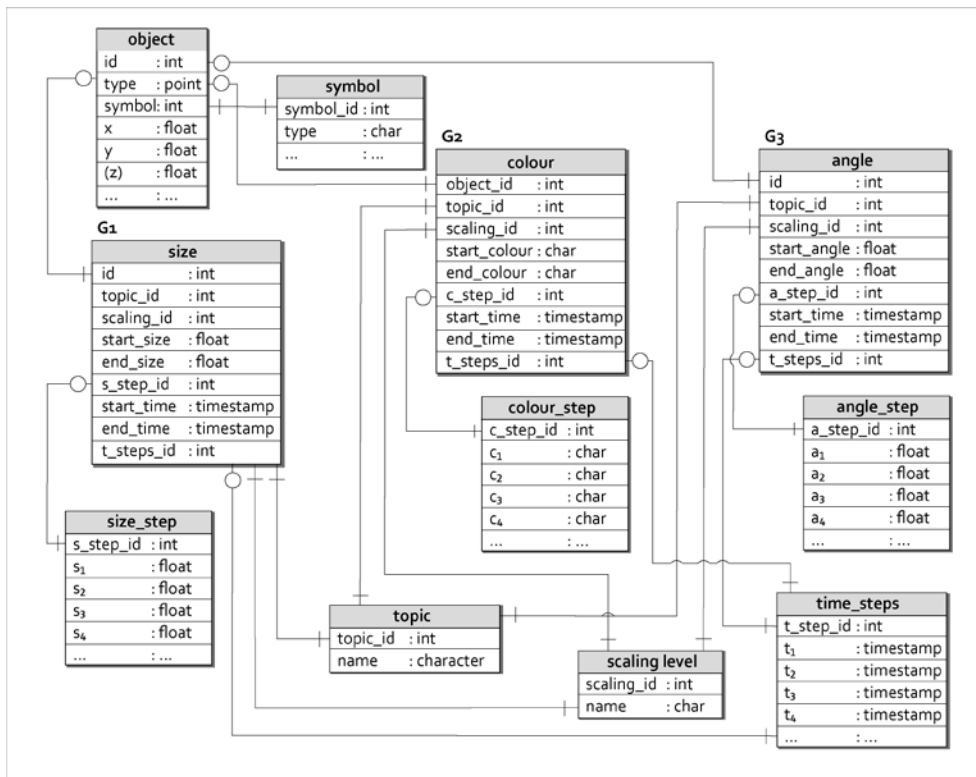 object
id : int
type : point
symbol: int
x : float
y : float
(z) : float
... : ...
symbol
symbol_id : int
type : char
... : ...
G1
size
id : int
topic_id : int
scaling_id : int
start_size : float
end_size : float
s_step_id : int
start_time : timestamp
end_time : timestamp
t_steps_id : int
G2
colour
object_id : int
topic_id : int
scaling_id : int
start_colour : char
end_colour : char
c_step_id : int
start_time : timestamp
end_time : timestamp
t_steps_id : int
G3
angle
id : int
topic_id : int
scaling_id : int
start_angle : float
end_angle : float
a_step_id : int
start_time : timestamp
end_time : timestamp
t_steps_id : int
size_step
s_step_id : int
s₁ : float
s₂ : float
s₃ : float
s₄ : float
... : ...
colour_step
c_step_id : int
c₁ : char
c₂ : char
c₃ : char
c₄ : char
... : ...
angle_step
a_step_id : int
a₁ : float
a₂ : float
a₃ : float
a₄ : float
... : ...
topic
topic_id : int
name : character
scaling level
scaling_id : int
name : char
time_steps
t_step_id : int
t₁ : timestamp
t₂ : timestamp
t₃ : timestamp
t₄ : timestamp
... : ...